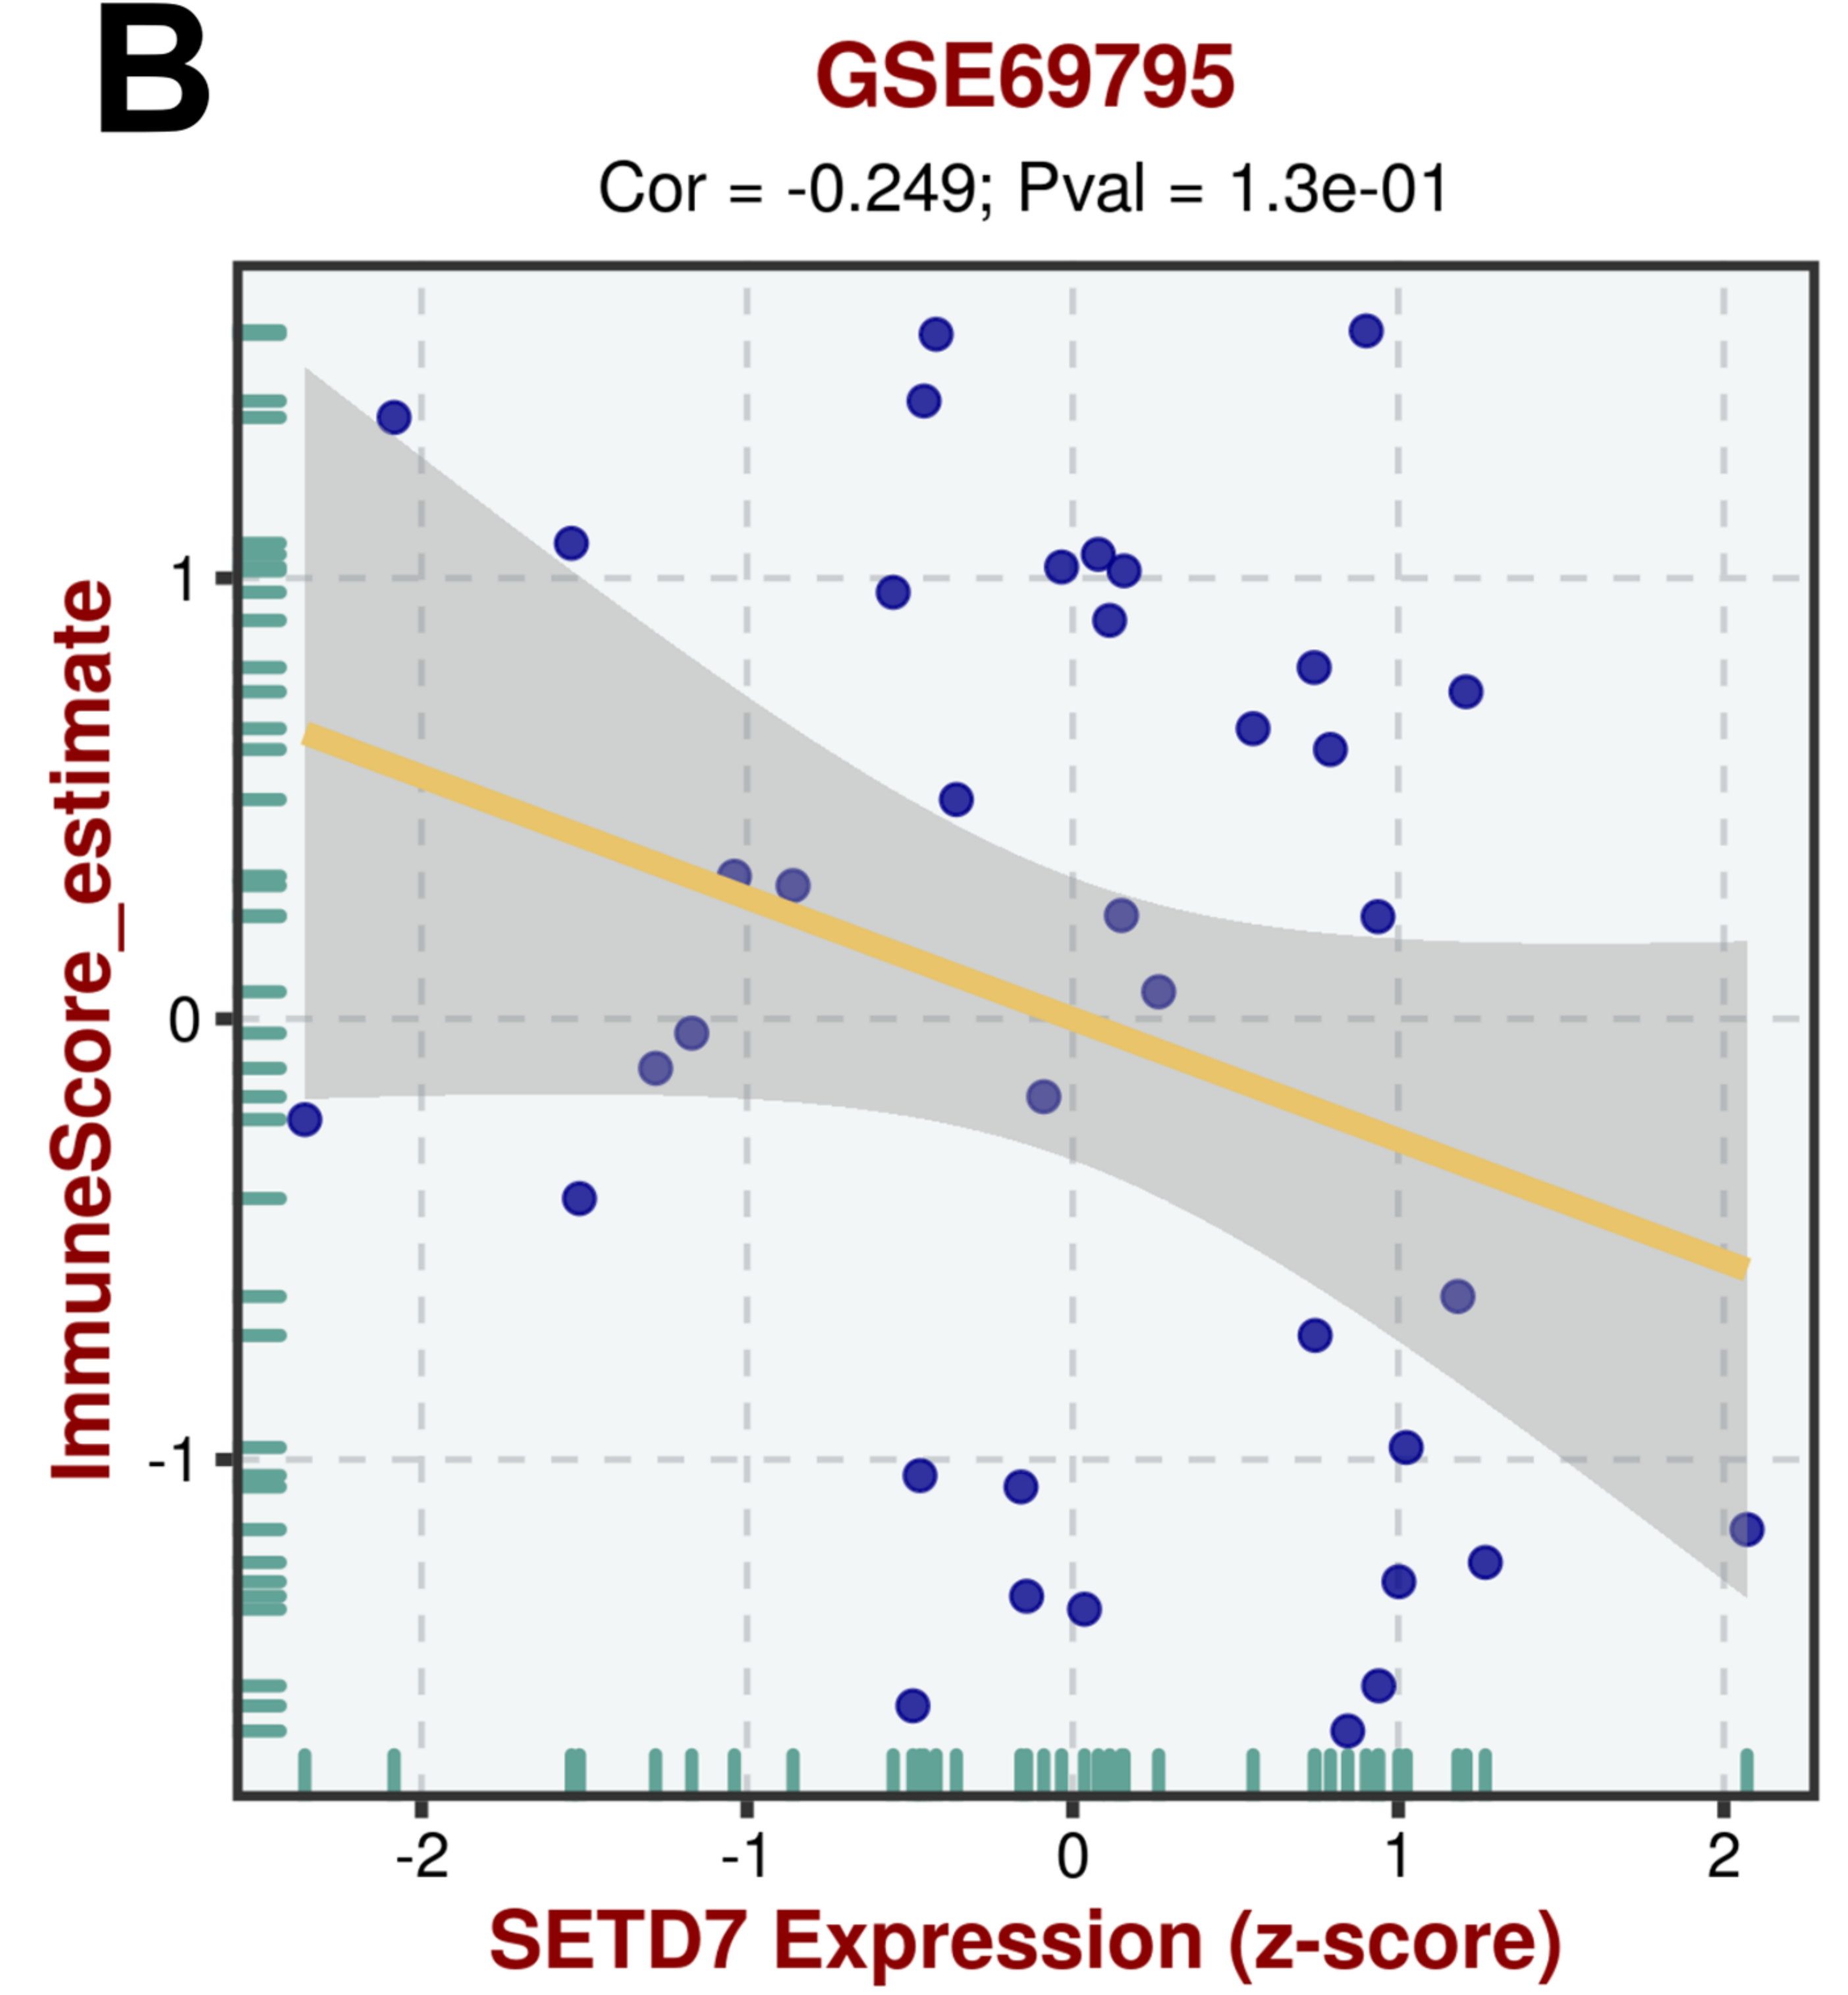 B
GSE69795
Cor = -0.249; Pval = 1.3e-01
ImmuneScore_estimate
1
0
-1
-2
-1
0
1
2
SETD7 Expression (z-score)